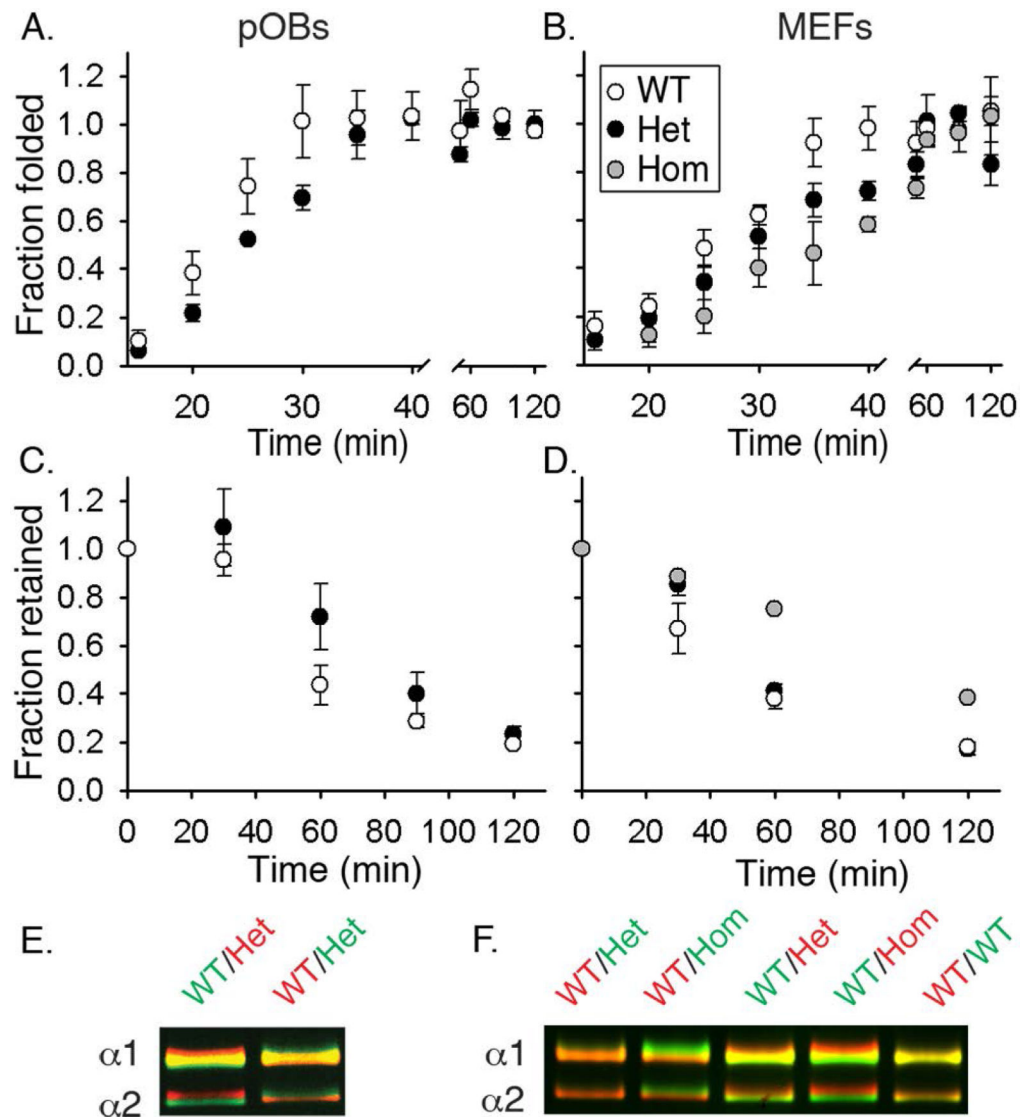 A. pOBs
B. MEFs
1.2
1.0
0.8
0.6
0.4
0.2
0.0
Fraction folded
20 30 40 60 120
Time (min)
WT
Het
Hom
20 30 40 60 120
Time (min)
C.
D.
1.2
1.0
0.8
0.6
0.4
0.2
0.0
Fraction retained
0 20 40 60 80 100 120
Time (min)
0 20 40 60 80 100 120
Time (min)
E.
WT/Het WT/Het
α1
α2
F.
WT/Het WT/Hom WT/Het WT/Hom WT/WT
α1
α2